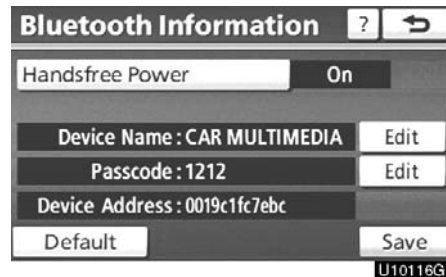 Bluetooth Information ?
Handsfree Power On
Device Name : CAR MULTIMEDIA Edit
Passcode : 1212 Edit
Device Address : 0019c1fc7ebc
Default Save
U10116G